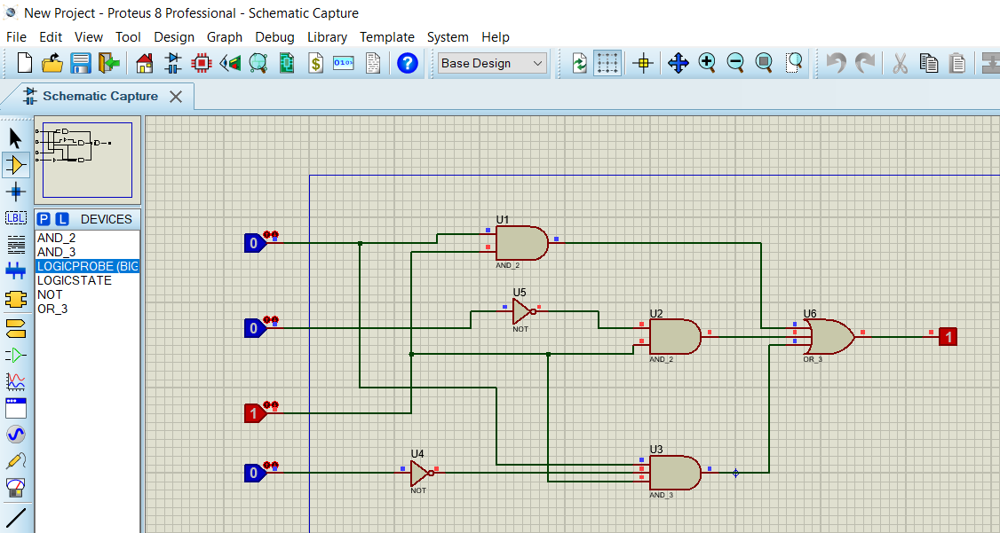 New Project - Proteus 8 Professional - Schematic Capture
File Edit View Tool Design Graph Debug Library Template System Help
$ 0101 ? Base Design
Schematic Capture
LBL
P L DEVICES
AND_2
AND_3
LOGICPROBE (BIG
LOGICSTATE
NOT
OR_3
U1
0
AND_2
U5
0
NOT
U2
AND_2
U6
1
OR_3
1
U4
0
NOT
U3
AND_3